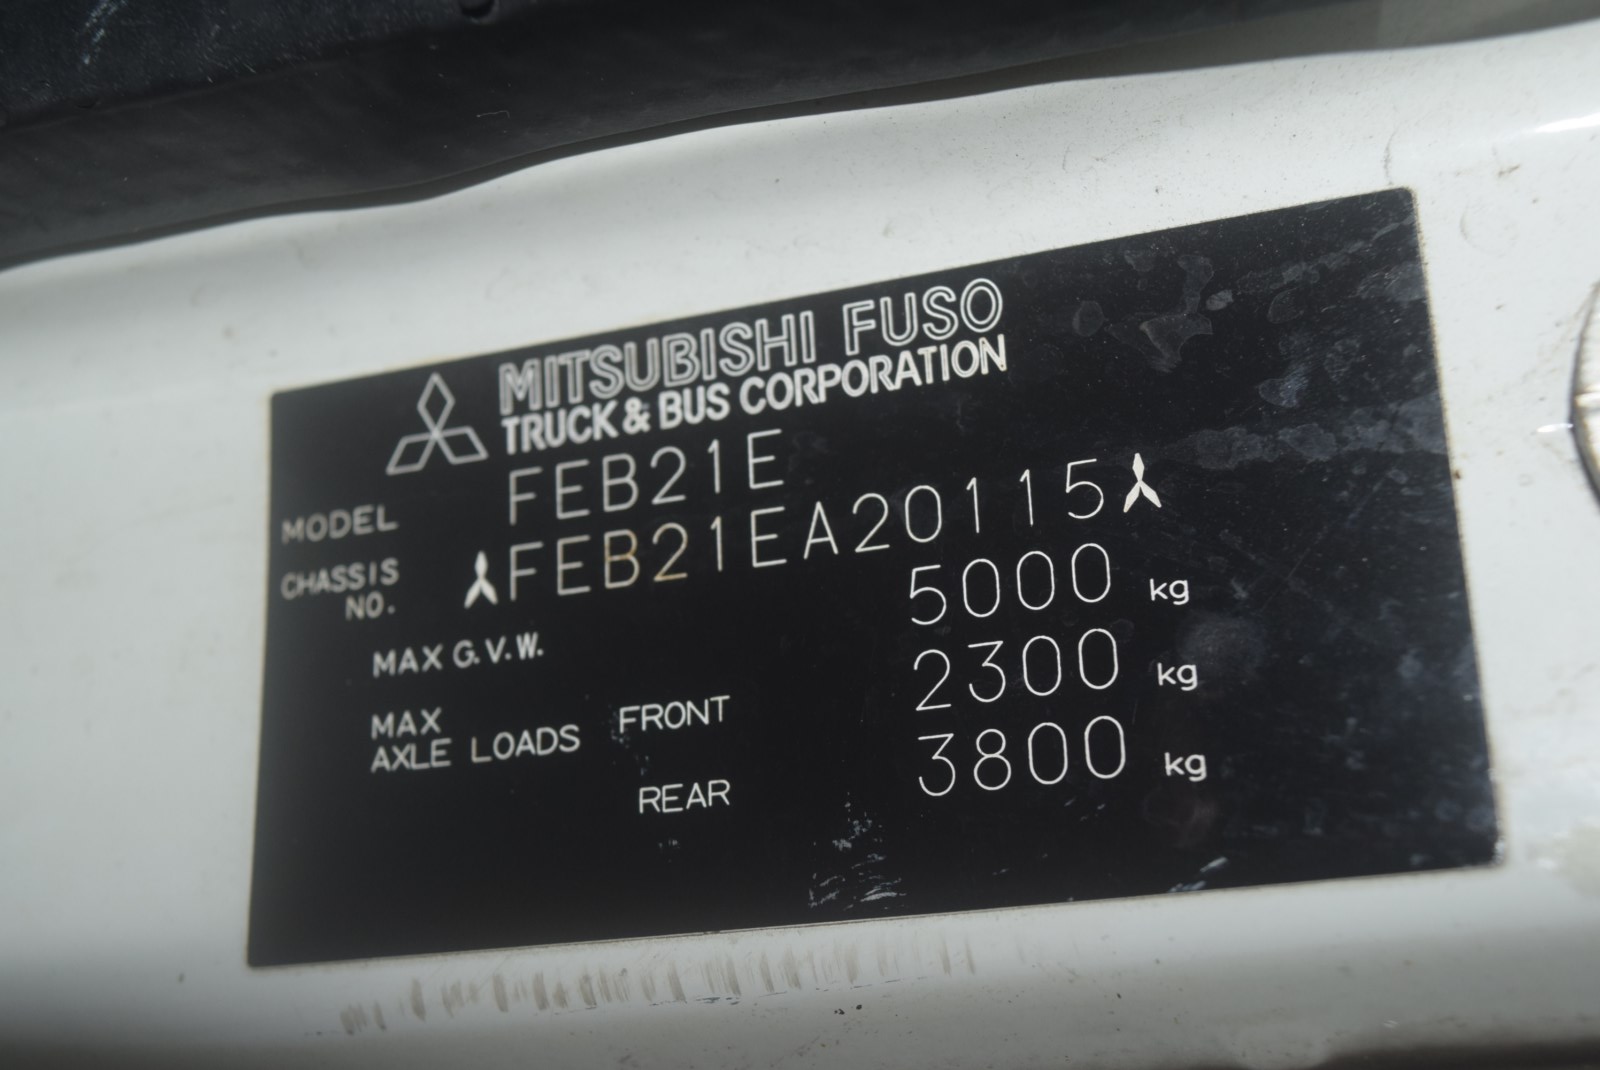 MITSUBISHI FUSO
TRUCK & BUS CORPORATION
MODEL FEB21E
CHASSIS NO. FEB21EA20115
MAX G.V.W. 5000 kg
MAX AXLE LOADS FRONT 2300 kg
REAR 3800 kg